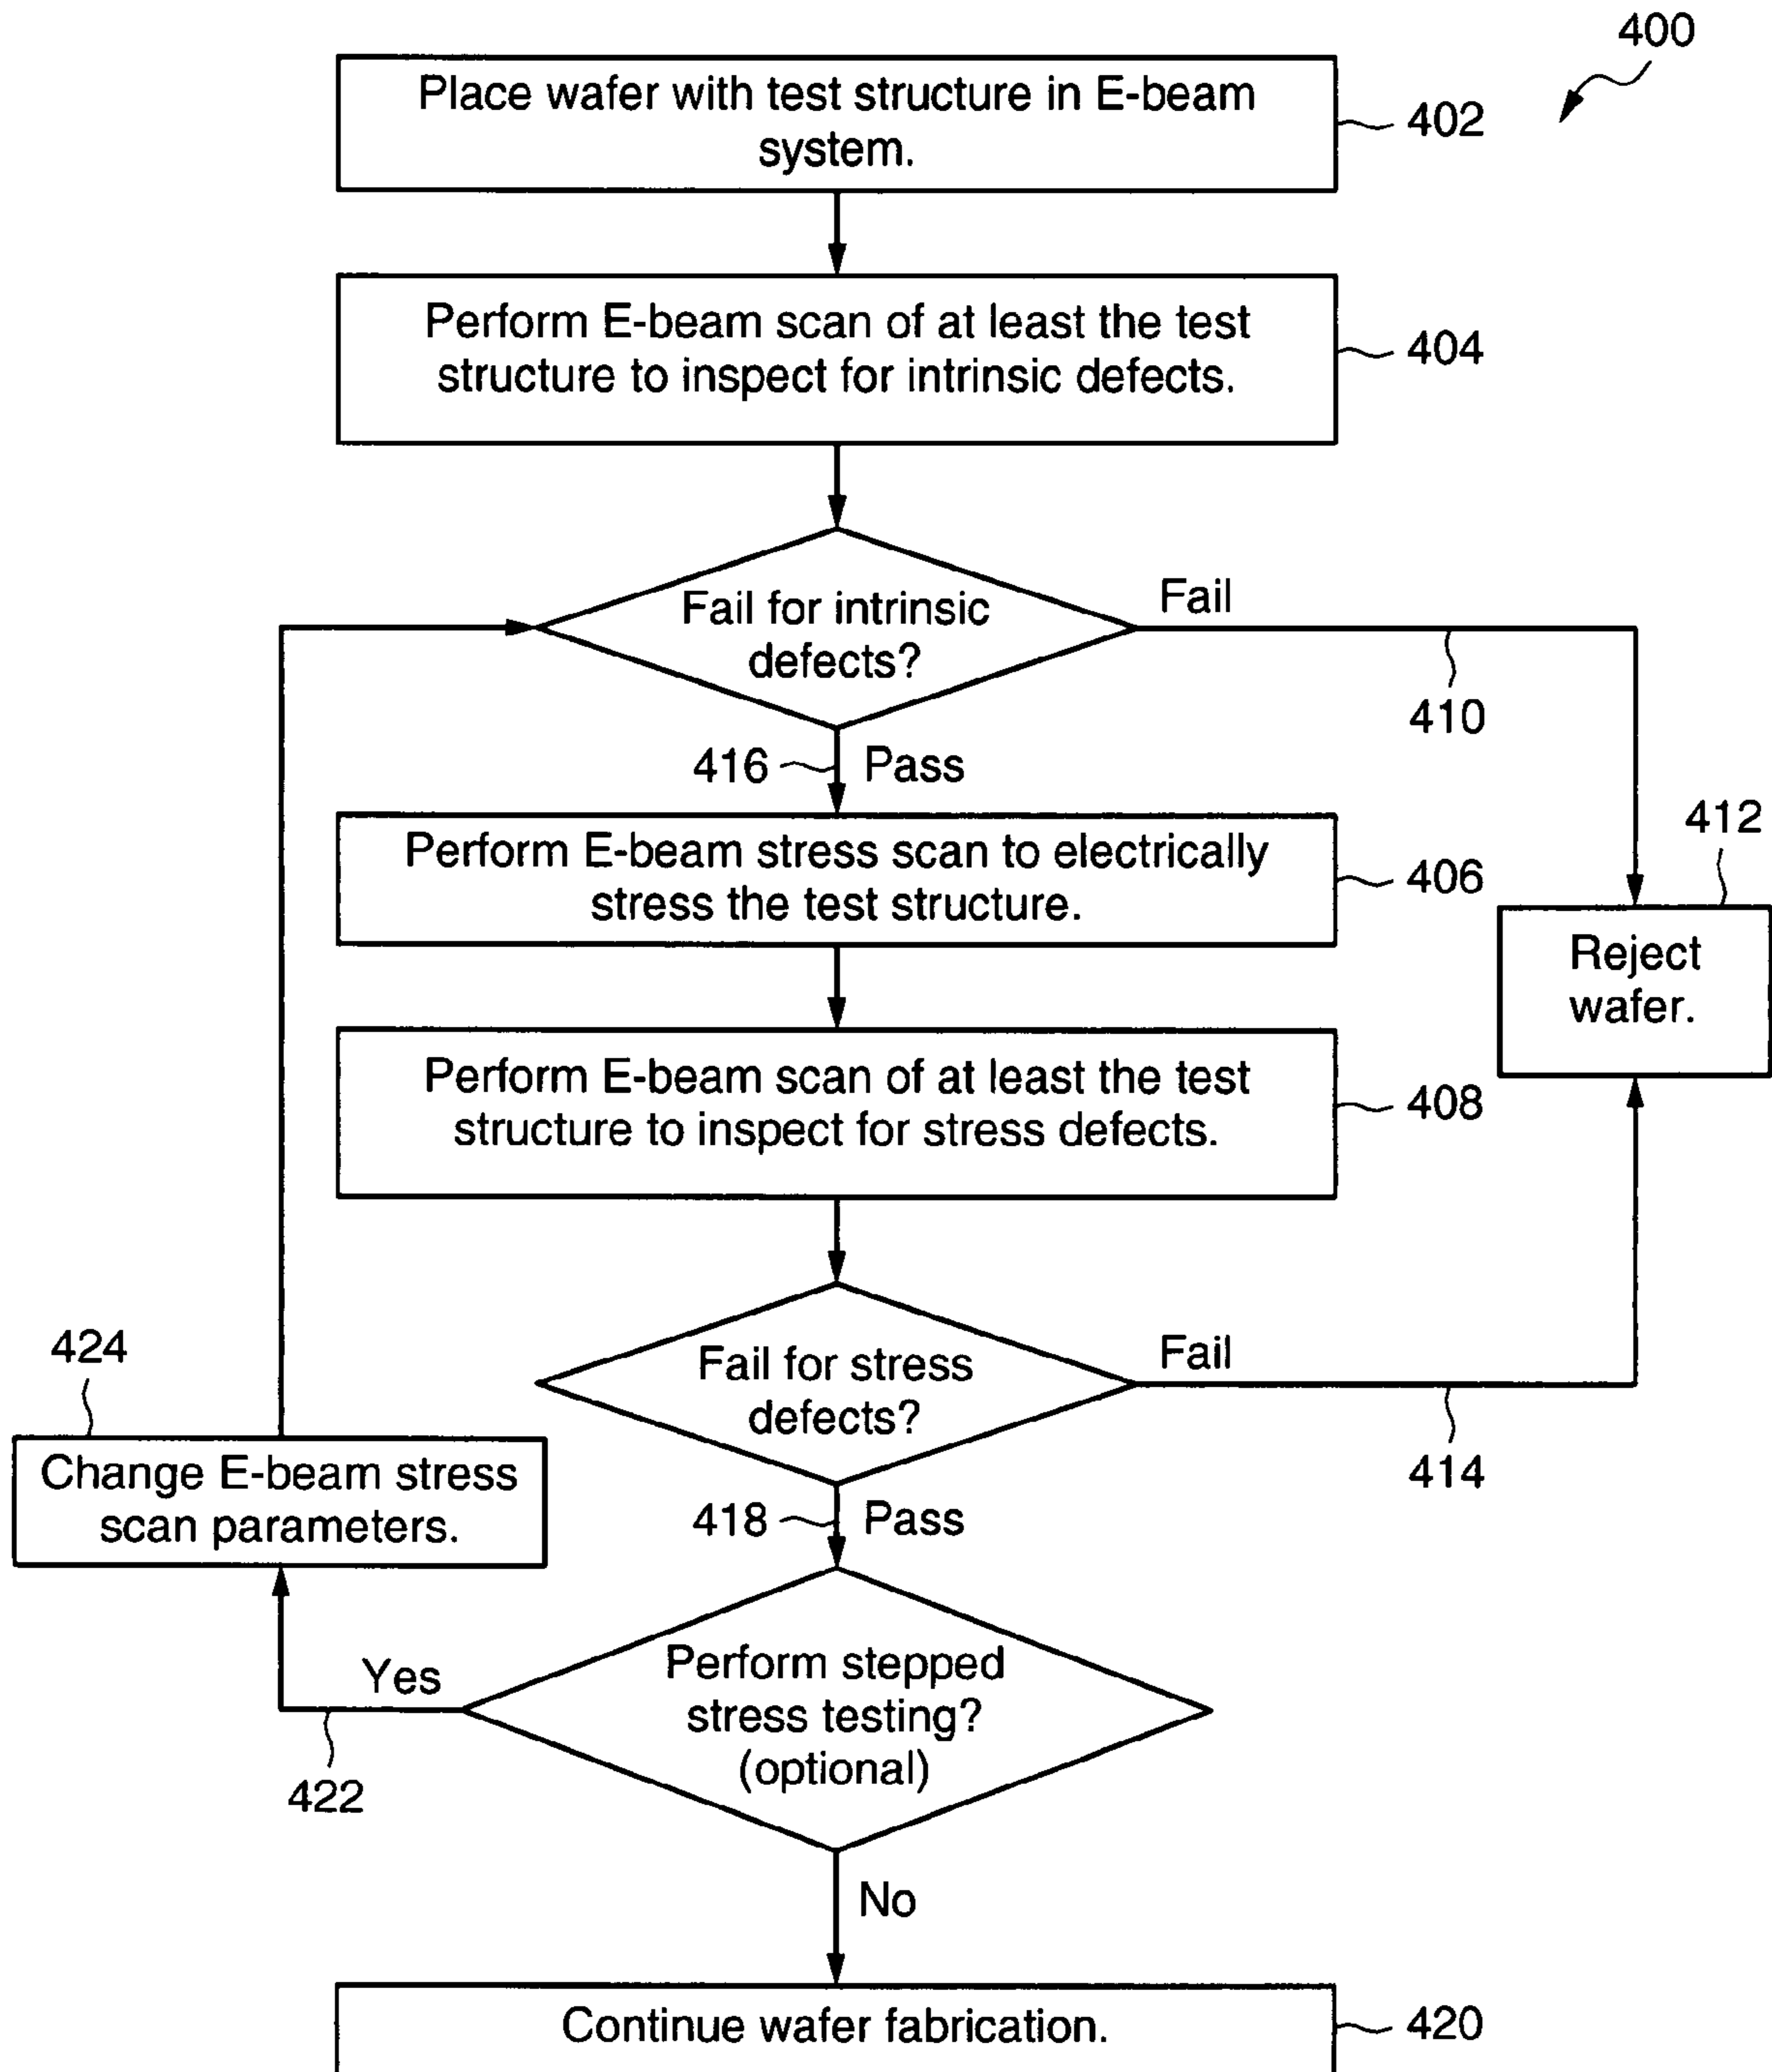 400
Place wafer with test structure in E-beam
system.
402
Perform E-beam scan of at least the test
structure to inspect for intrinsic defects.
404
Fail for intrinsic
defects?
Fail
410
416
Pass
412
Perform E-beam stress scan to electrically
stress the test structure.
406
Reject
wafer.
Perform E-beam scan of at least the test
structure to inspect for stress defects.
408
424
Fail for stress
defects?
Fail
414
Change E-beam stress
scan parameters.
418
Pass
Perform stepped
stress testing?
(optional)
Yes
422
No
Continue wafer fabrication.
420